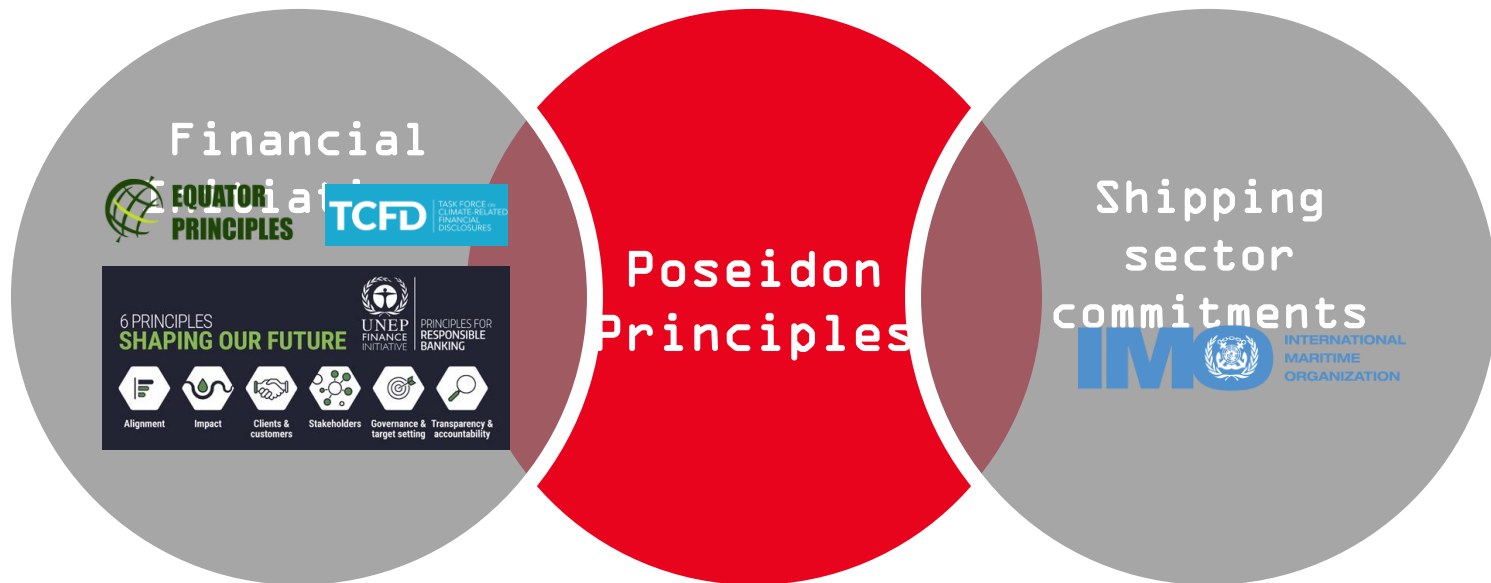 Financial
EQUATOR
PRINCIPLES
TCFD
TASK FORCE ON
CLIMATE-RELATED
FINANCIAL
DISCLOSURES
6 PRINCIPLES
SHAPING OUR FUTURE
UNEP
FINANCE
INITIATIVE
PRINCIPLES FOR
RESPONSIBLE
BANKING
Alignment
Impact
Clients &
customers
Stakeholders
Governance &
target setting
Transparency &
accountability
Poseidon
Principles
Shipping
sector
commitments
IMO
INTERNATIONAL
MARITIME
ORGANIZATION